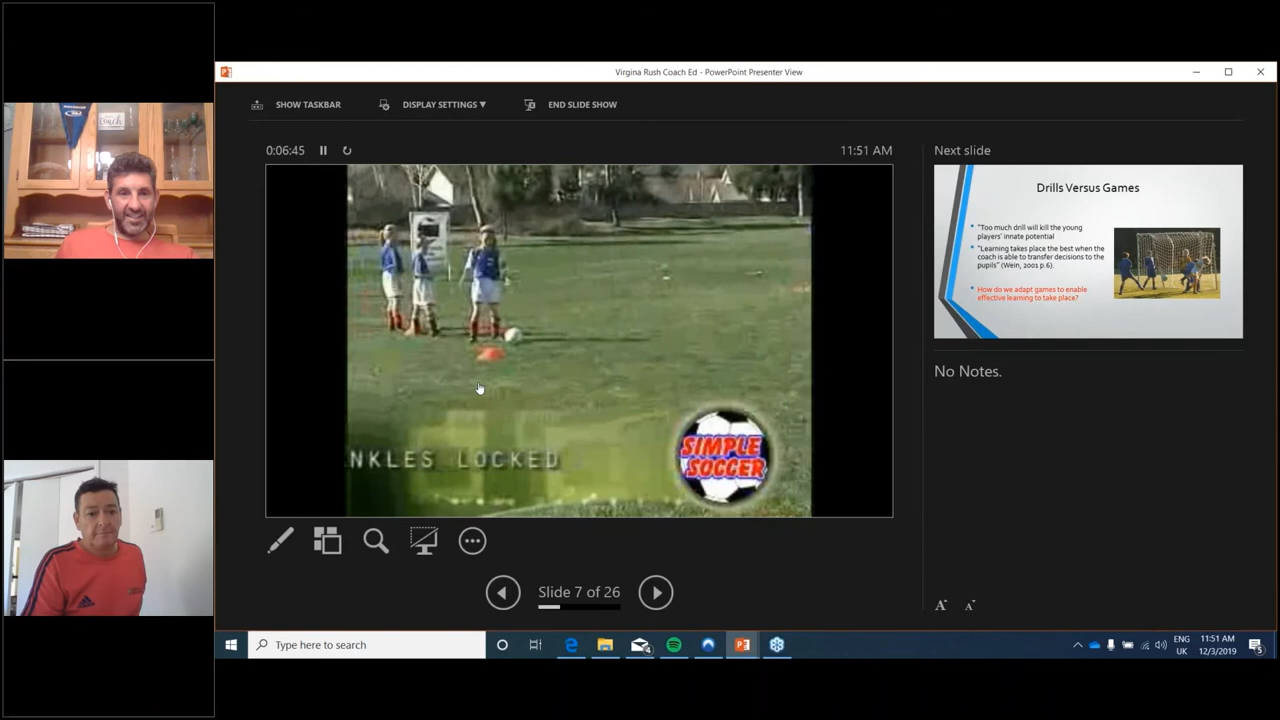 Virgina Rush Coach Ed - PowerPoint Presenter View
SHOW TASKBAR
DISPLAY SETTINGS ▼
END SLIDE SHOW
0:06:45
11:51 AM
NKLES LOCKED
SIMPLE
SOCCER
Slide 7 of 26
Next slide
Drills Versus Games
"Too much drill will kill the young
players' innate potential
"Learning takes place the best when the
coach is able to transfer decisions to the
pupils" (Wein, 2001 p.6).
How do we adapt games to enable
effective learning to take place?
No Notes.
A A
Type here to search
4
ENG
UK
11:51 AM
12/3/2019
5
coach